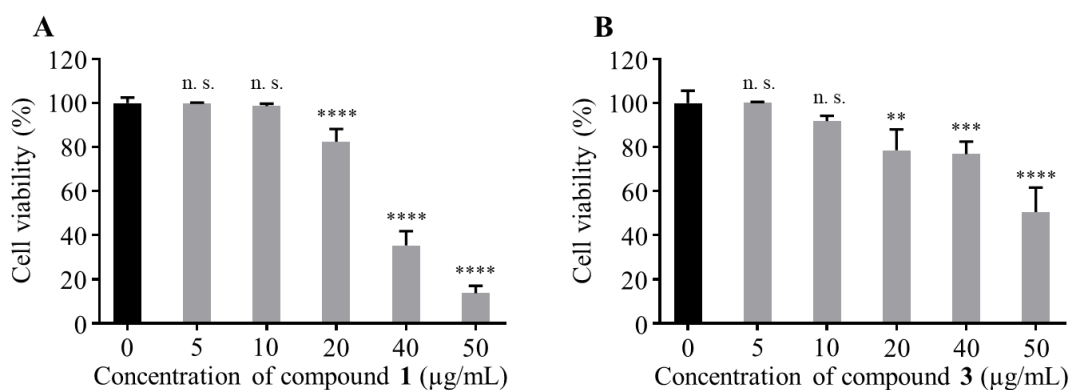 A
Cell viability (%)
120
100
80
60
40
20
0
n. s.
n. s.
****
****
****
0 5 10 20 40 50
Concentration of compound 1 (µg/mL)
B
Cell viability (%)
120
100
80
60
40
20
0
n. s.
n. s.
**
***
****
0 5 10 20 40 50
Concentration of compound 3 (µg/mL)